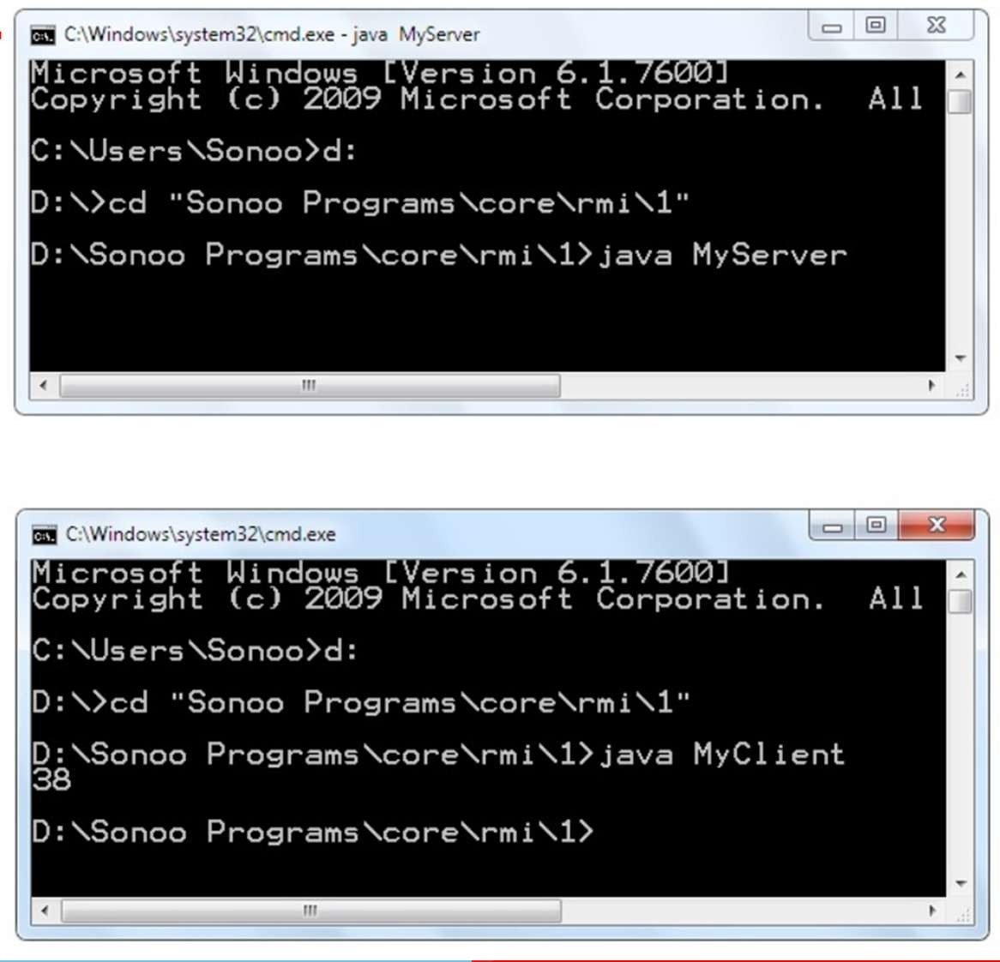 C:\Windows\system32\cmd.exe - java  MyServer
Microsoft Windows [Version 6.1.7600]
Copyright (c) 2009 Microsoft Corporation.  All
C:\Users\Sonoo>d:
D:\>cd "Sonoo Programs\core\rmi\1"
D:\Sonoo Programs\core\rmi\1>java MyServer
C:\Windows\system32\cmd.exe
Microsoft Windows [Version 6.1.7600]
Copyright (c) 2009 Microsoft Corporation.  All
C:\Users\Sonoo>d:
D:\>cd "Sonoo Programs\core\rmi\1"
D:\Sonoo Programs\core\rmi\1>java MyClient
38
D:\Sonoo Programs\core\rmi\1>